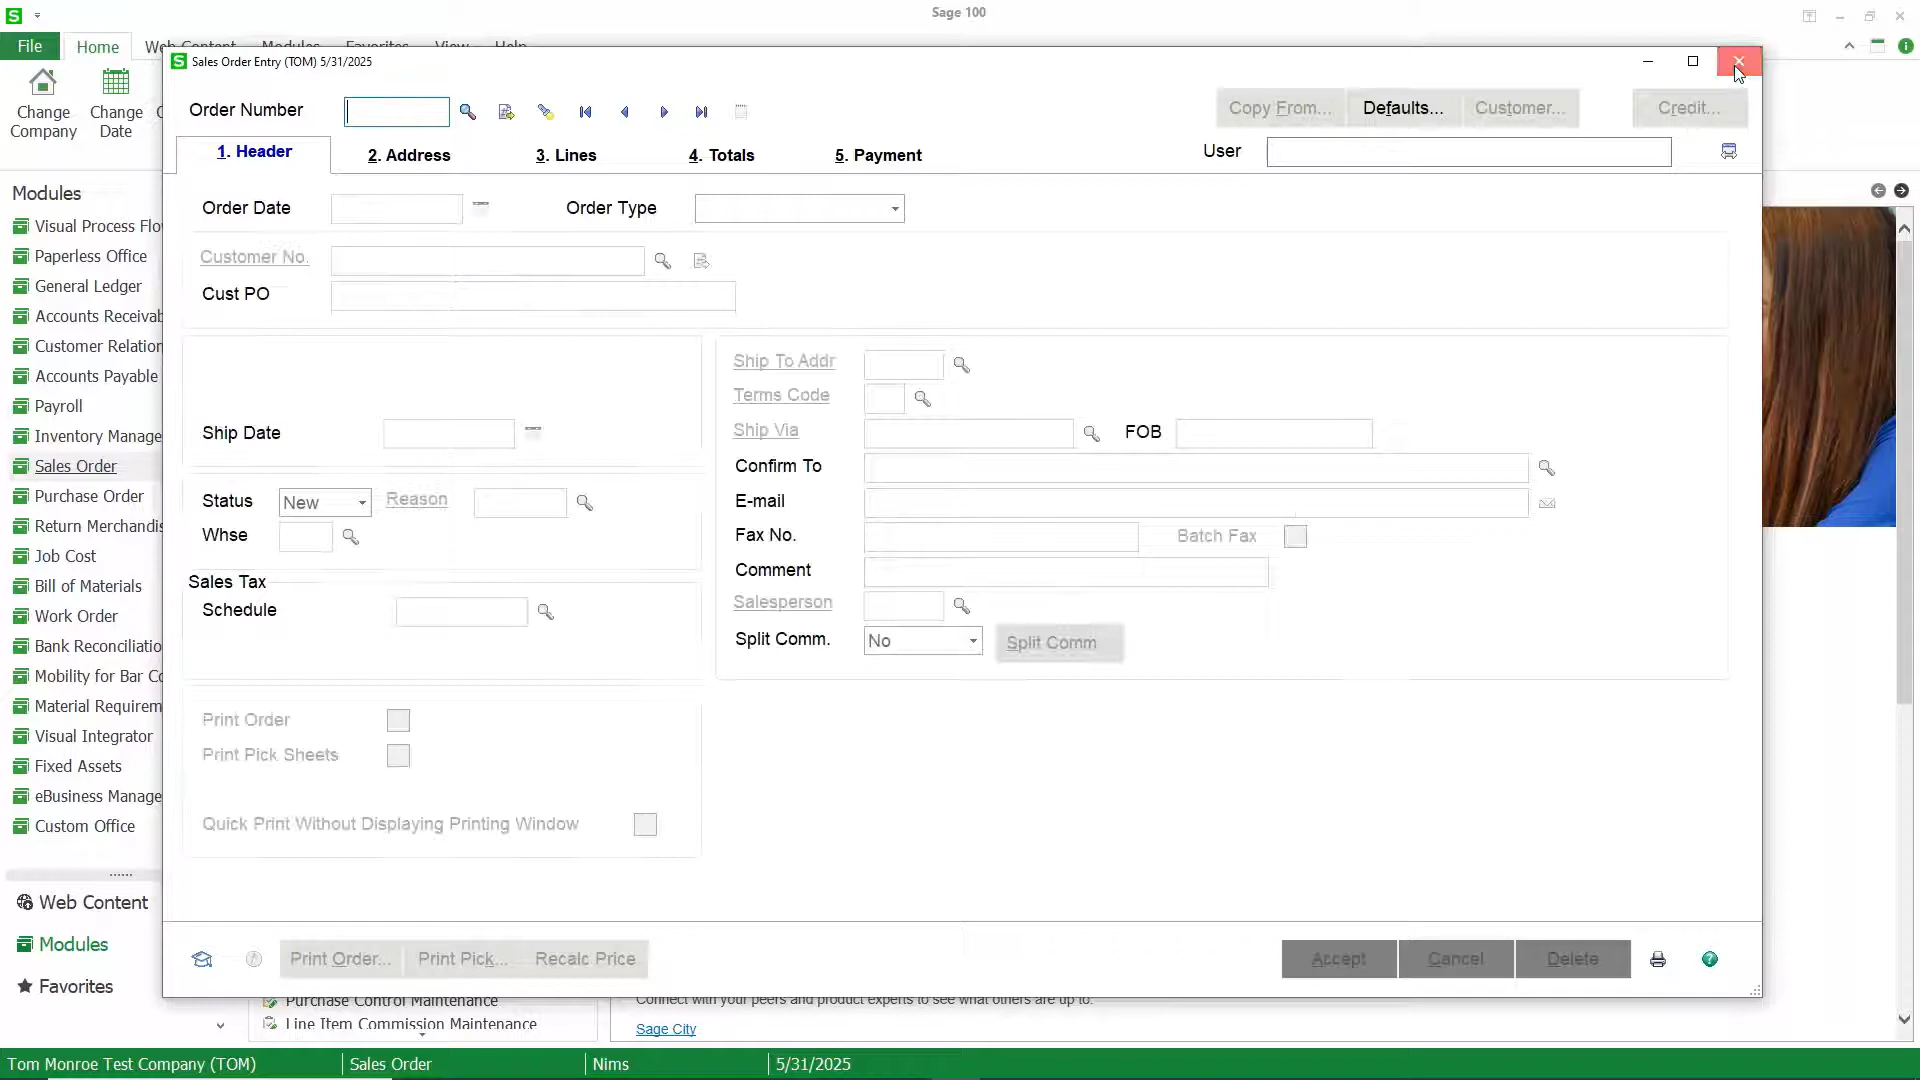 Sage 100
File
Home
Web Content
Modules
Favorites
View
Help
Sales Order Entry (TOM) 5/31/2025
Change
Company
Change
Date
Order Number
Copy From...
Defaults...
Customer...
Credit...
1. Header
2. Address
3. Lines
4. Totals
5. Payment
User
Modules
Visual Process Flo
Paperless Office
General Ledger
Accounts Receivab
Customer Relation
Accounts Payable
Payroll
Inventory Manage
Sales Order
Purchase Order
Return Merchandis
Job Cost
Bill of Materials
Work Order
Bank Reconciliatio
Mobility for Bar Co
Material Requirem
Visual Integrator
Fixed Assets
eBusiness Manage
Custom Office
Web Content
Modules
Favorites
Order Date
Order Type
Customer No.
Cust PO
Ship Date
Status
New
Reason
Whse
Sales Tax
Schedule
Print Order
Print Pick Sheets
Quick Print Without Displaying Printing Window
Ship To Addr
Terms Code
Ship Via
FOB
Confirm To
E-mail
Fax No.
Batch Fax
Comment
Salesperson
Split Comm.
No
Split Comm
Print Order...
Print Pick...
Recalc Price
Accept
Cancel
Delete
Purchase Control Maintenance
Line Item Commission Maintenance
Connect with your peers and product experts to see what others are up to.
Sage City
Tom Monroe Test Company (TOM)
Sales Order
Nims
5/31/2025